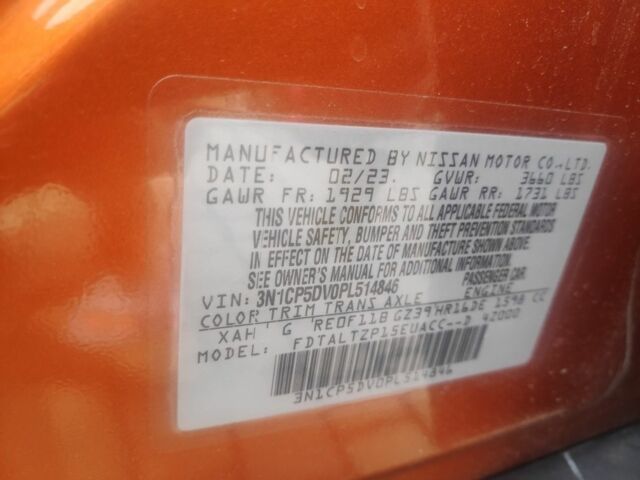 MANUFACTURED BY NISSAN MOTOR CO.,LTD.
DATE: 02/23. GVWR: 3660 LBS
GAWR FR: 1929 LBS GAWR RR: 1731 LBS
THIS VEHICLE CONFORMS TO ALL APPLICABLE FEDERAL MOTOR
VEHICLE SAFETY, BUMPER AND THEFT PREVENTION STANDARDS
IN EFFECT ON THE DATE OF MANUFACTURE SHOWN ABOVE.
SEE OWNER'S MANUAL FOR ADDITIONAL INFORMATION.
VIN: 3N1CP5DV0PL514846 PASSENGER CAR
COLOR TRIM TRANS AXLE ENGINE
XAH G RE0F11B GZ39 HR16DE 1598 CC
MODEL: FDTALTZP15EUACC--D 42000
3N1CP5DV0PL514846